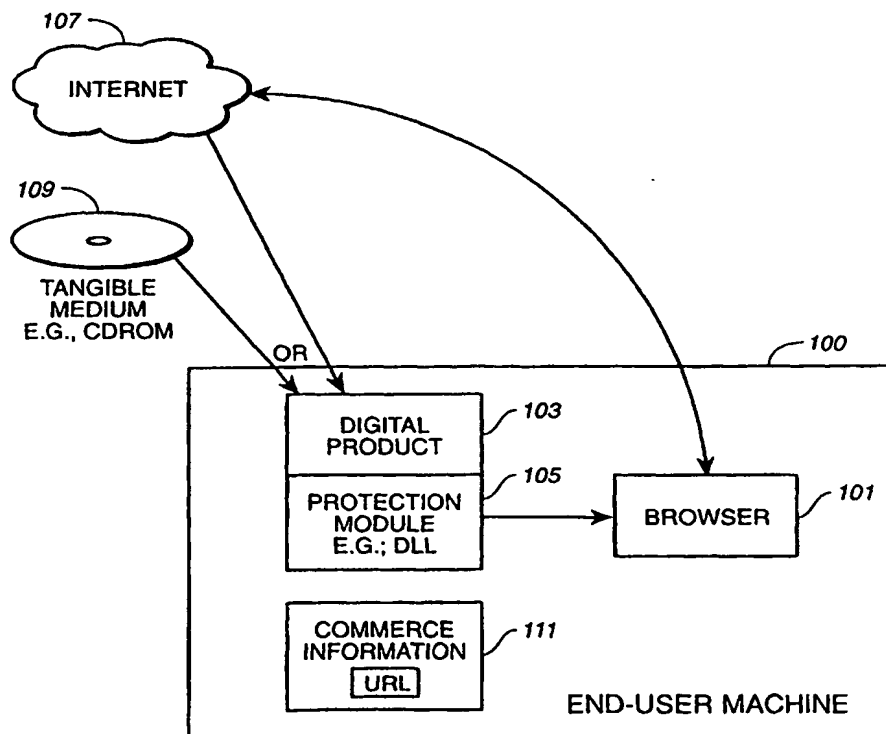 107
INTERNET
109
TANGIBLE
MEDIUM
E.G., CDROM
OR
100
DIGITAL
PRODUCT
103
PROTECTION
MODULE
E.G.; DLL
105
BROWSER
101
COMMERCE
INFORMATION
URL
111
END-USER MACHINE